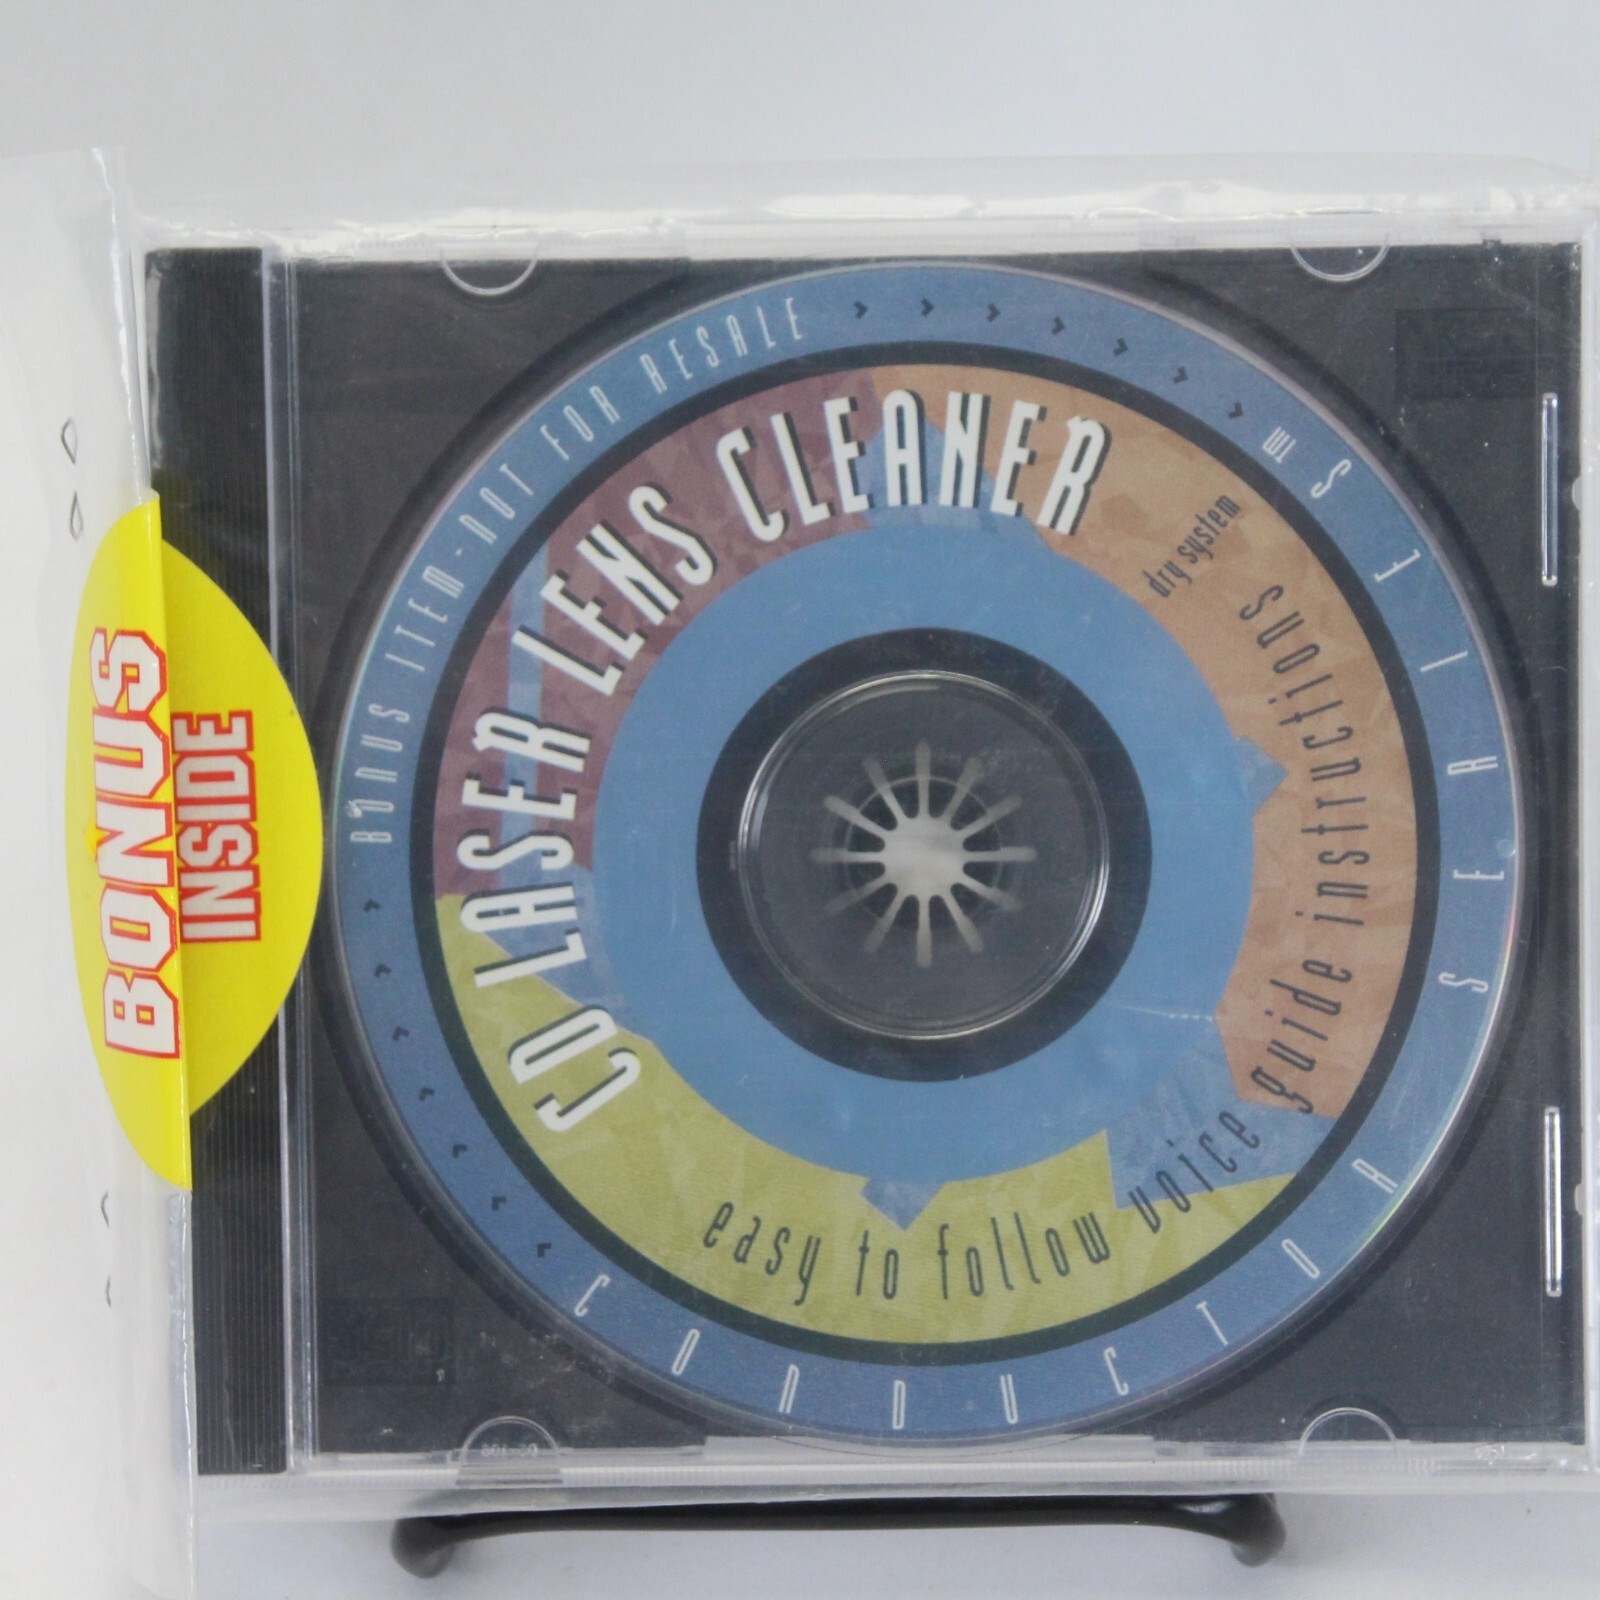 BONUS
INSIDE
BONUS ITEM - NOT FOR RESALE
CD LASER LENS CLEANER
dry system
easy to follow voice guide instructions
CONDUCTOR SERIES™